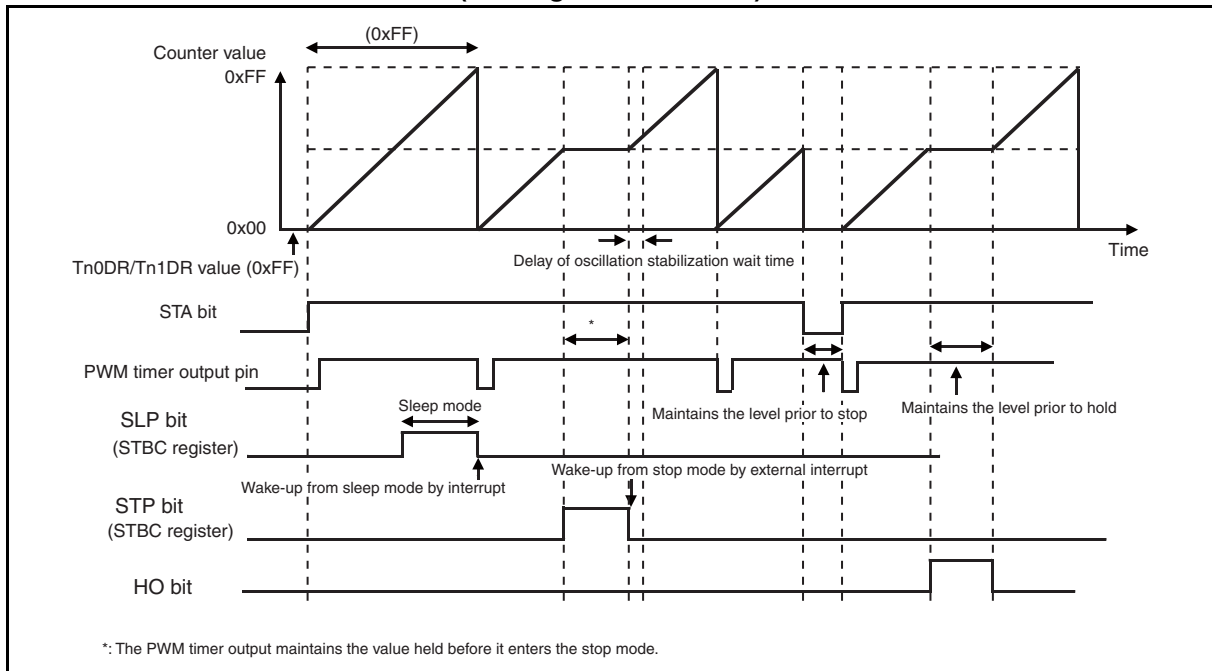 (0xFF)
Counter value
0xFF
0x00
Time
Delay of oscillation stabilization wait time
Tn0DR/Tn1DR value (0xFF)
STA bit
*
PWM timer output pin
Maintains the level prior to stop
Maintains the level prior to hold
Sleep mode
SLP bit
(STBC register)
Wake-up from stop mode by external interrupt
Wake-up from sleep mode by interrupt
STP bit
(STBC register)
HO bit
*: The PWM timer output maintains the value held before it enters the stop mode.